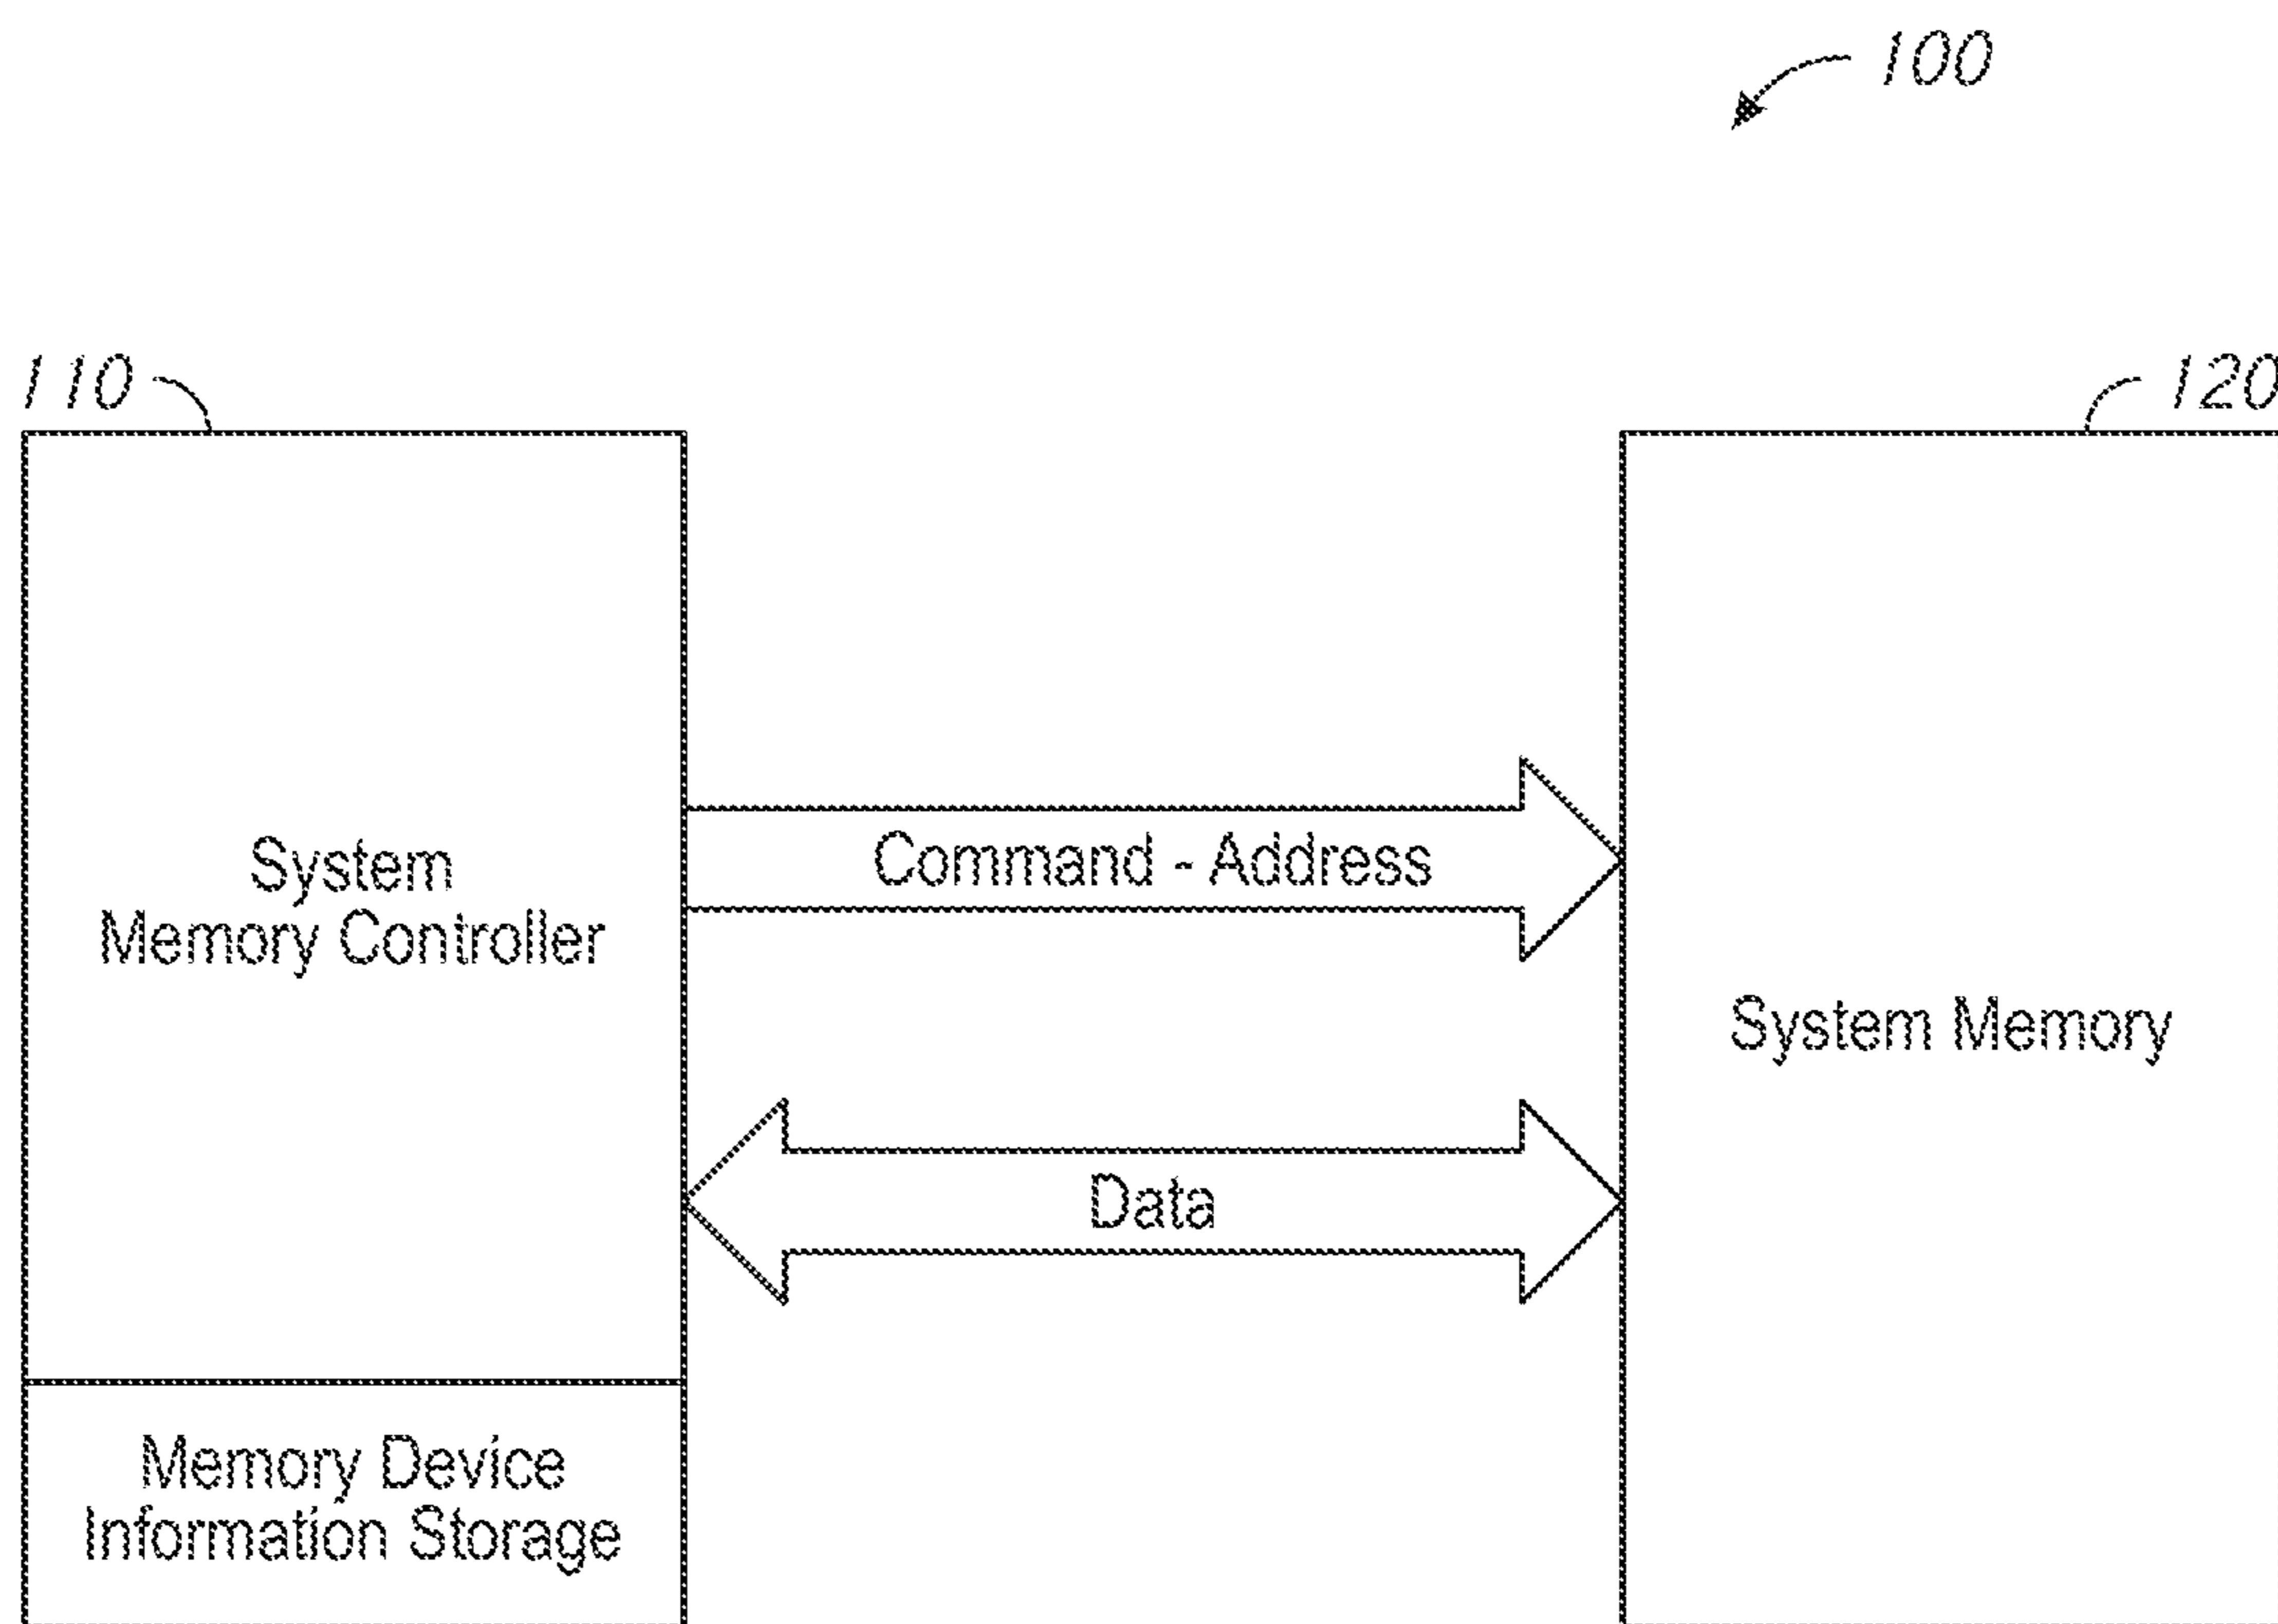 100
110
120
System
Memory Controller
Command - Address
System Memory
Data
Memory Device
Information Storage